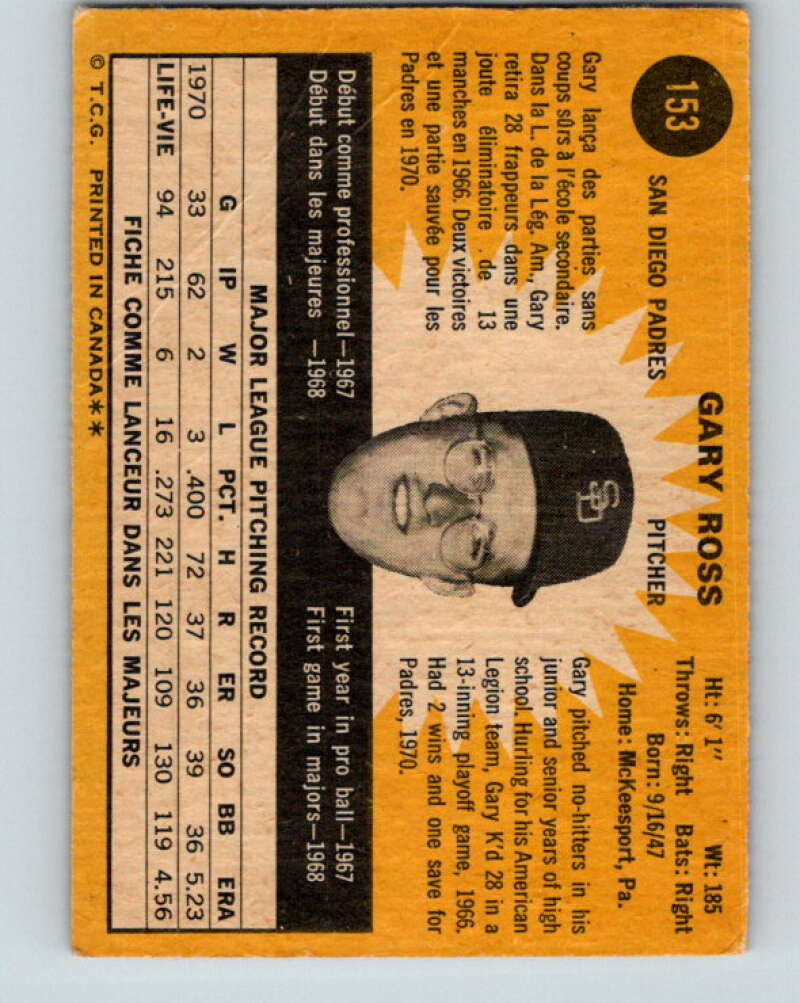 153
GARY ROSS
SAN DIEGO PADRES PITCHER
Ht: 6' 1" Wt: 185
Throws: Right Bats: Right
Born: 9/16/47
Home: McKeesport, Pa.
Gary lança des parties sans
coups sûrs a l'école secondaire.
Dans la L. de la Lég. Am., Gary
retira 28 frappeurs dans une
joute éliminatoire de 13
manches en 1966. Deux victoires
et une partie sauvée pour les
Padres en 1970.
SD
Gary pitched no-hitters in his
junior and senior years of high
school. Hurling for his American
Legion team, Gary K'd 28 in a
13-inning playoff game, 1966.
Had 2 wins and one save for
Padres, 1970.
Début comme professionnel—1967
Début dans les majeures —1968
First year in pro ball—1967
First game in majors—1968
MAJOR LEAGUE PITCHING RECORD
G IP W L PCT. H R ER SO BB ERA
1970 33 62 2 3 .400 72 37 36 39 36 5.23
LIFE-VIE 94 215 6 16 .273 221 120 109 130 119 4.56
FICHE COMME LANCEUR DANS LES MAJEURS
© T.C.G. PRINTED IN CANADA**